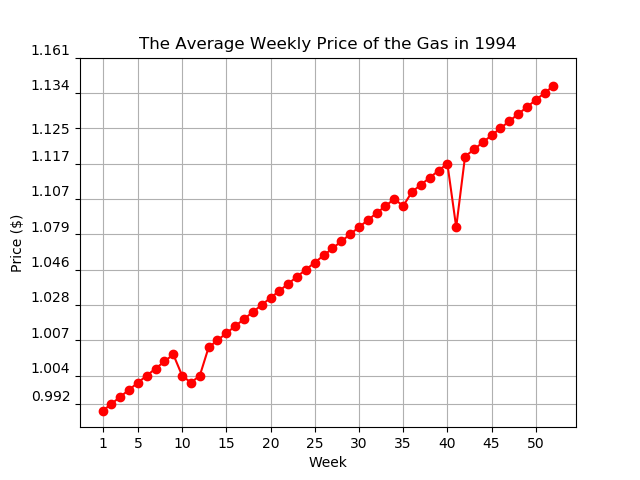 The Average Weekly Price of the Gas in 1994
1.161
1.134
1.125
1.117
1.107
1.079
1.046
1.028
1.007
1.004
0.992
Price ($)
1 5 10 15 20 25 30 35 40 45 50
Week